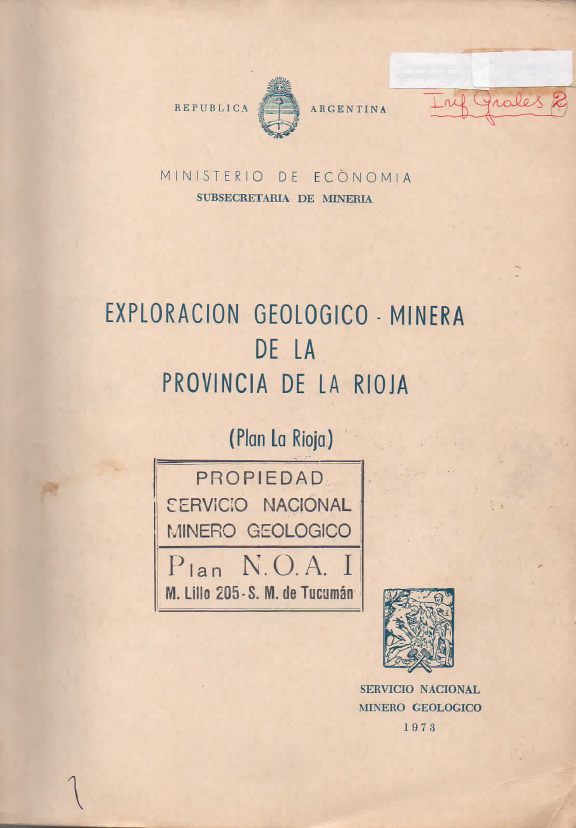 Inf Grales 2
REPUBLICA ARGENTINA
MINISTERIO DE ECONOMIA
SUBSECRETARIA DE MINERIA
EXPLORACION GEOLOGICO - MINERA
DE LA
PROVINCIA DE LA RIOJA
(Plan La Rioja)
PROPIEDAD
SERVICIO NACIONAL
MINERO GEOLOGICO
Plan N.O.A. I
M. Lillo 205 - S. M. de Tucumán
SERVICIO NACIONAL
MINERO GEOLOGICO
1973